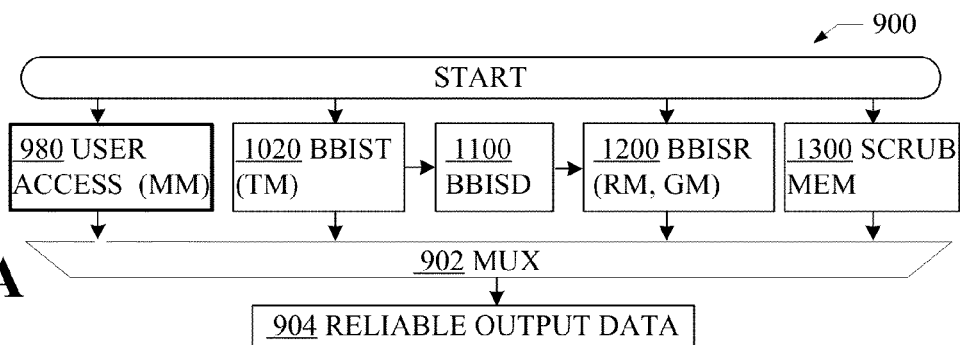 900
START
980 USER
ACCESS (MM)
1020 BBIST
(TM)
1100
BBISD
1200 BBISR
(RM, GM)
1300 SCRUB
MEM
902 MUX
A
904 RELIABLE OUTPUT DATA